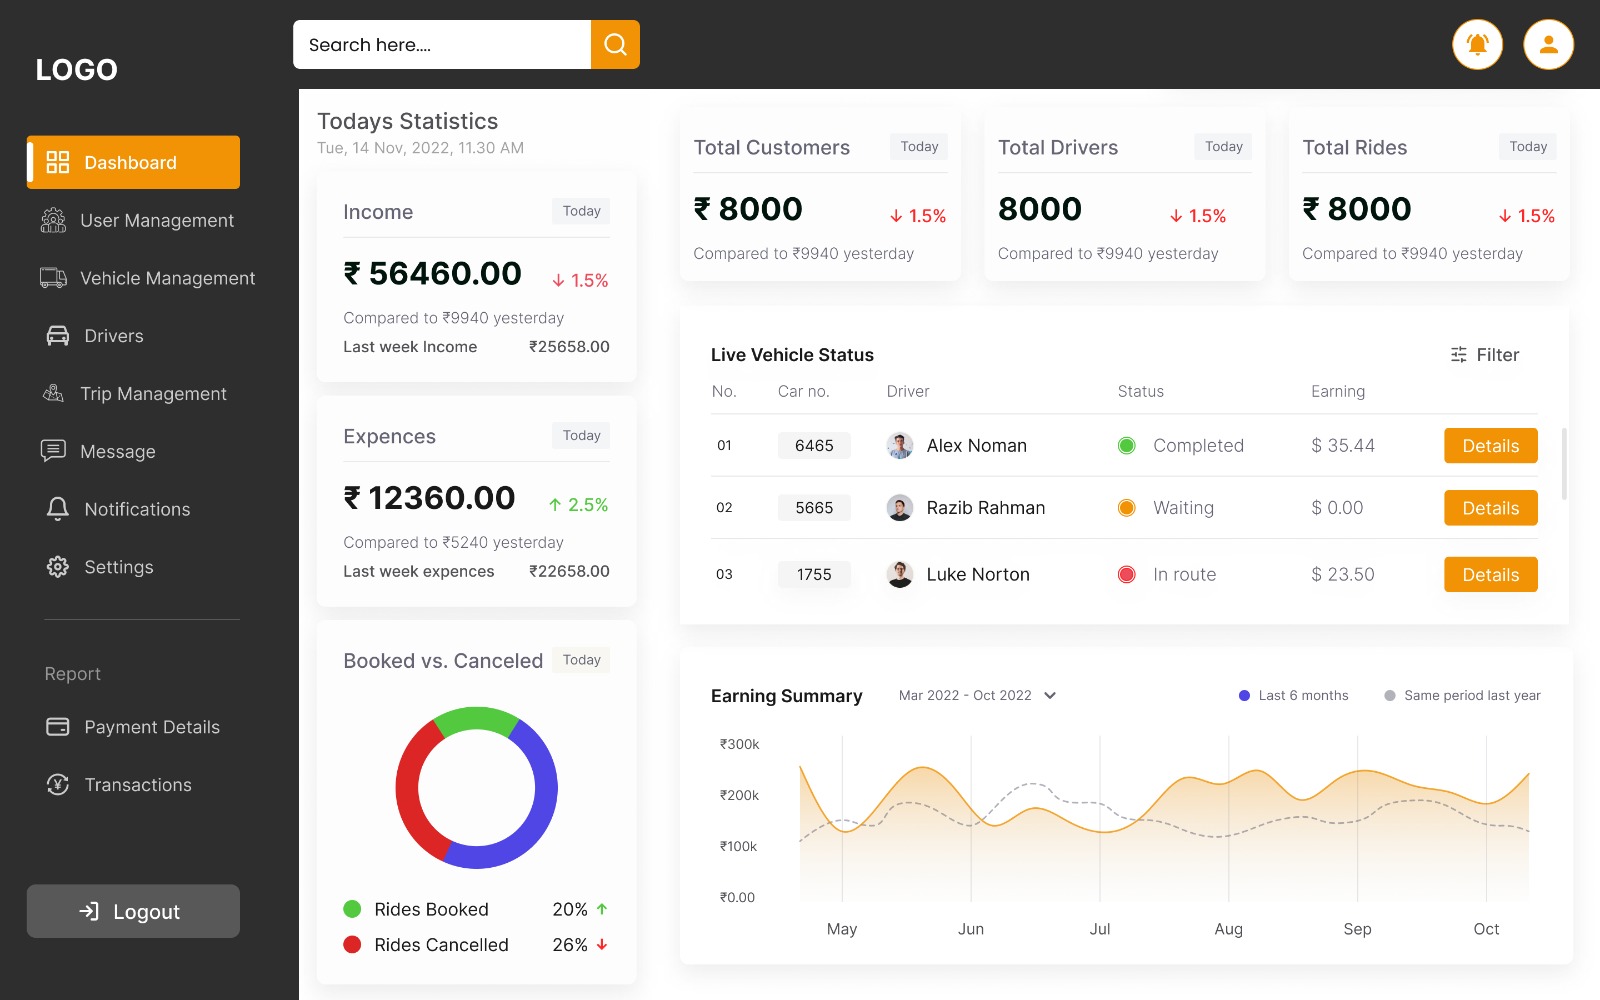 LOGO
Search here....
Dashboard
User Management
Vehicle Management
Drivers
Trip Management
Message
Notifications
Settings
Report
Payment Details
Transactions
Logout
Todays Statistics
Tue, 14 Nov, 2022, 11.30 AM
Income Today
₹ 56460.00 ↓ 1.5%
Compared to ₹9940 yesterday
Last week Income ₹25658.00
Expences Today
₹ 12360.00 ↑ 2.5%
Compared to ₹5240 yesterday
Last week expences ₹22658.00
Booked vs. Canceled Today
Rides Booked 20% ↑
Rides Cancelled 26% ↓
Total Customers Today
₹ 8000 ↓ 1.5%
Compared to ₹9940 yesterday
Total Drivers Today
8000 ↓ 1.5%
Compared to ₹9940 yesterday
Total Rides Today
₹ 8000 ↓ 1.5%
Compared to ₹9940 yesterday
Live Vehicle Status Filter
No. Car no. Driver Status Earning
01 6465 Alex Noman Completed $ 35.44 Details
02 5665 Razib Rahman Waiting $ 0.00 Details
03 1755 Luke Norton In route $ 23.50 Details
Earning Summary Mar 2022 - Oct 2022 Last 6 months Same period last year
₹300k
₹200k
₹100k
₹0.00
May Jun Jul Aug Sep Oct